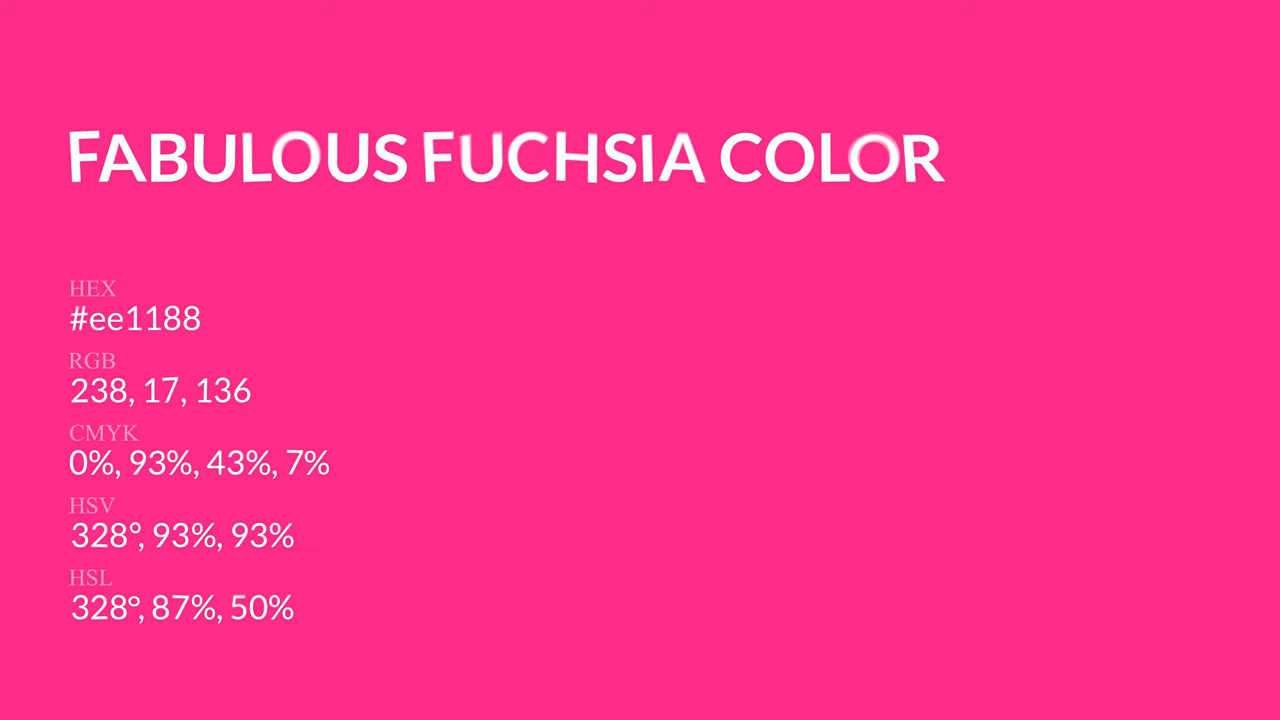 FABULOUS FUCHSIA COLOR
HEX
#ee1188
RGB
238, 17, 136
CMYK
0%, 93%, 43%, 7%
HSV
328°, 93%, 93%
HSL
328°, 87%, 50%